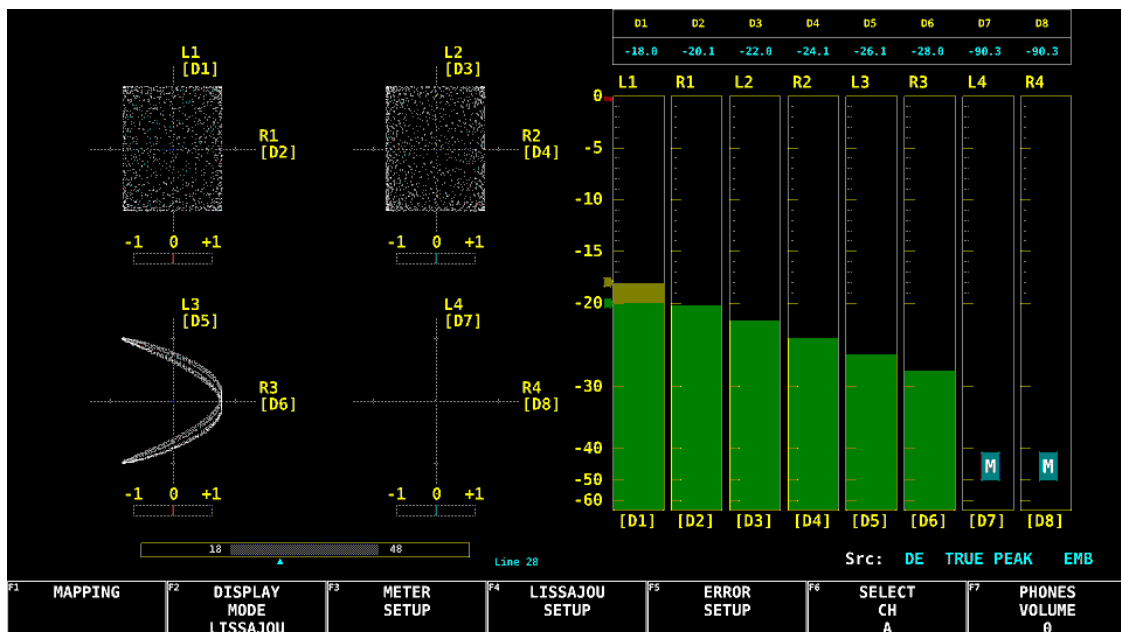 D1 D2 D3 D4 D5 D6 D7 D8
-18.0 -20.1 -22.0 -24.1 -26.1 -28.0 -90.3 -90.3
L1 R1 L2 R2 L3 R3 L4 R4
0
-5
-10
-15
-20
-30
-40
-50
-60
M M
[D1] [D2] [D3] [D4] [D5] [D6] [D7] [D8]
L1
[D1]
R1
[D2]
-1 0 +1
L2
[D3]
R2
[D4]
-1 0 +1
L3
[D5]
R3
[D6]
-1 0 +1
L4
[D7]
R4
[D8]
-1 0 +1
18 48
Line 28
Src: DE TRUE PEAK EMB
F1 MAPPING
F2 DISPLAY
MODE
LISSAJOU
F3 METER
SETUP
F4 LISSAJOU
SETUP
F5 ERROR
SETUP
F6 SELECT
CH
A
F7 PHONES
VOLUME
0